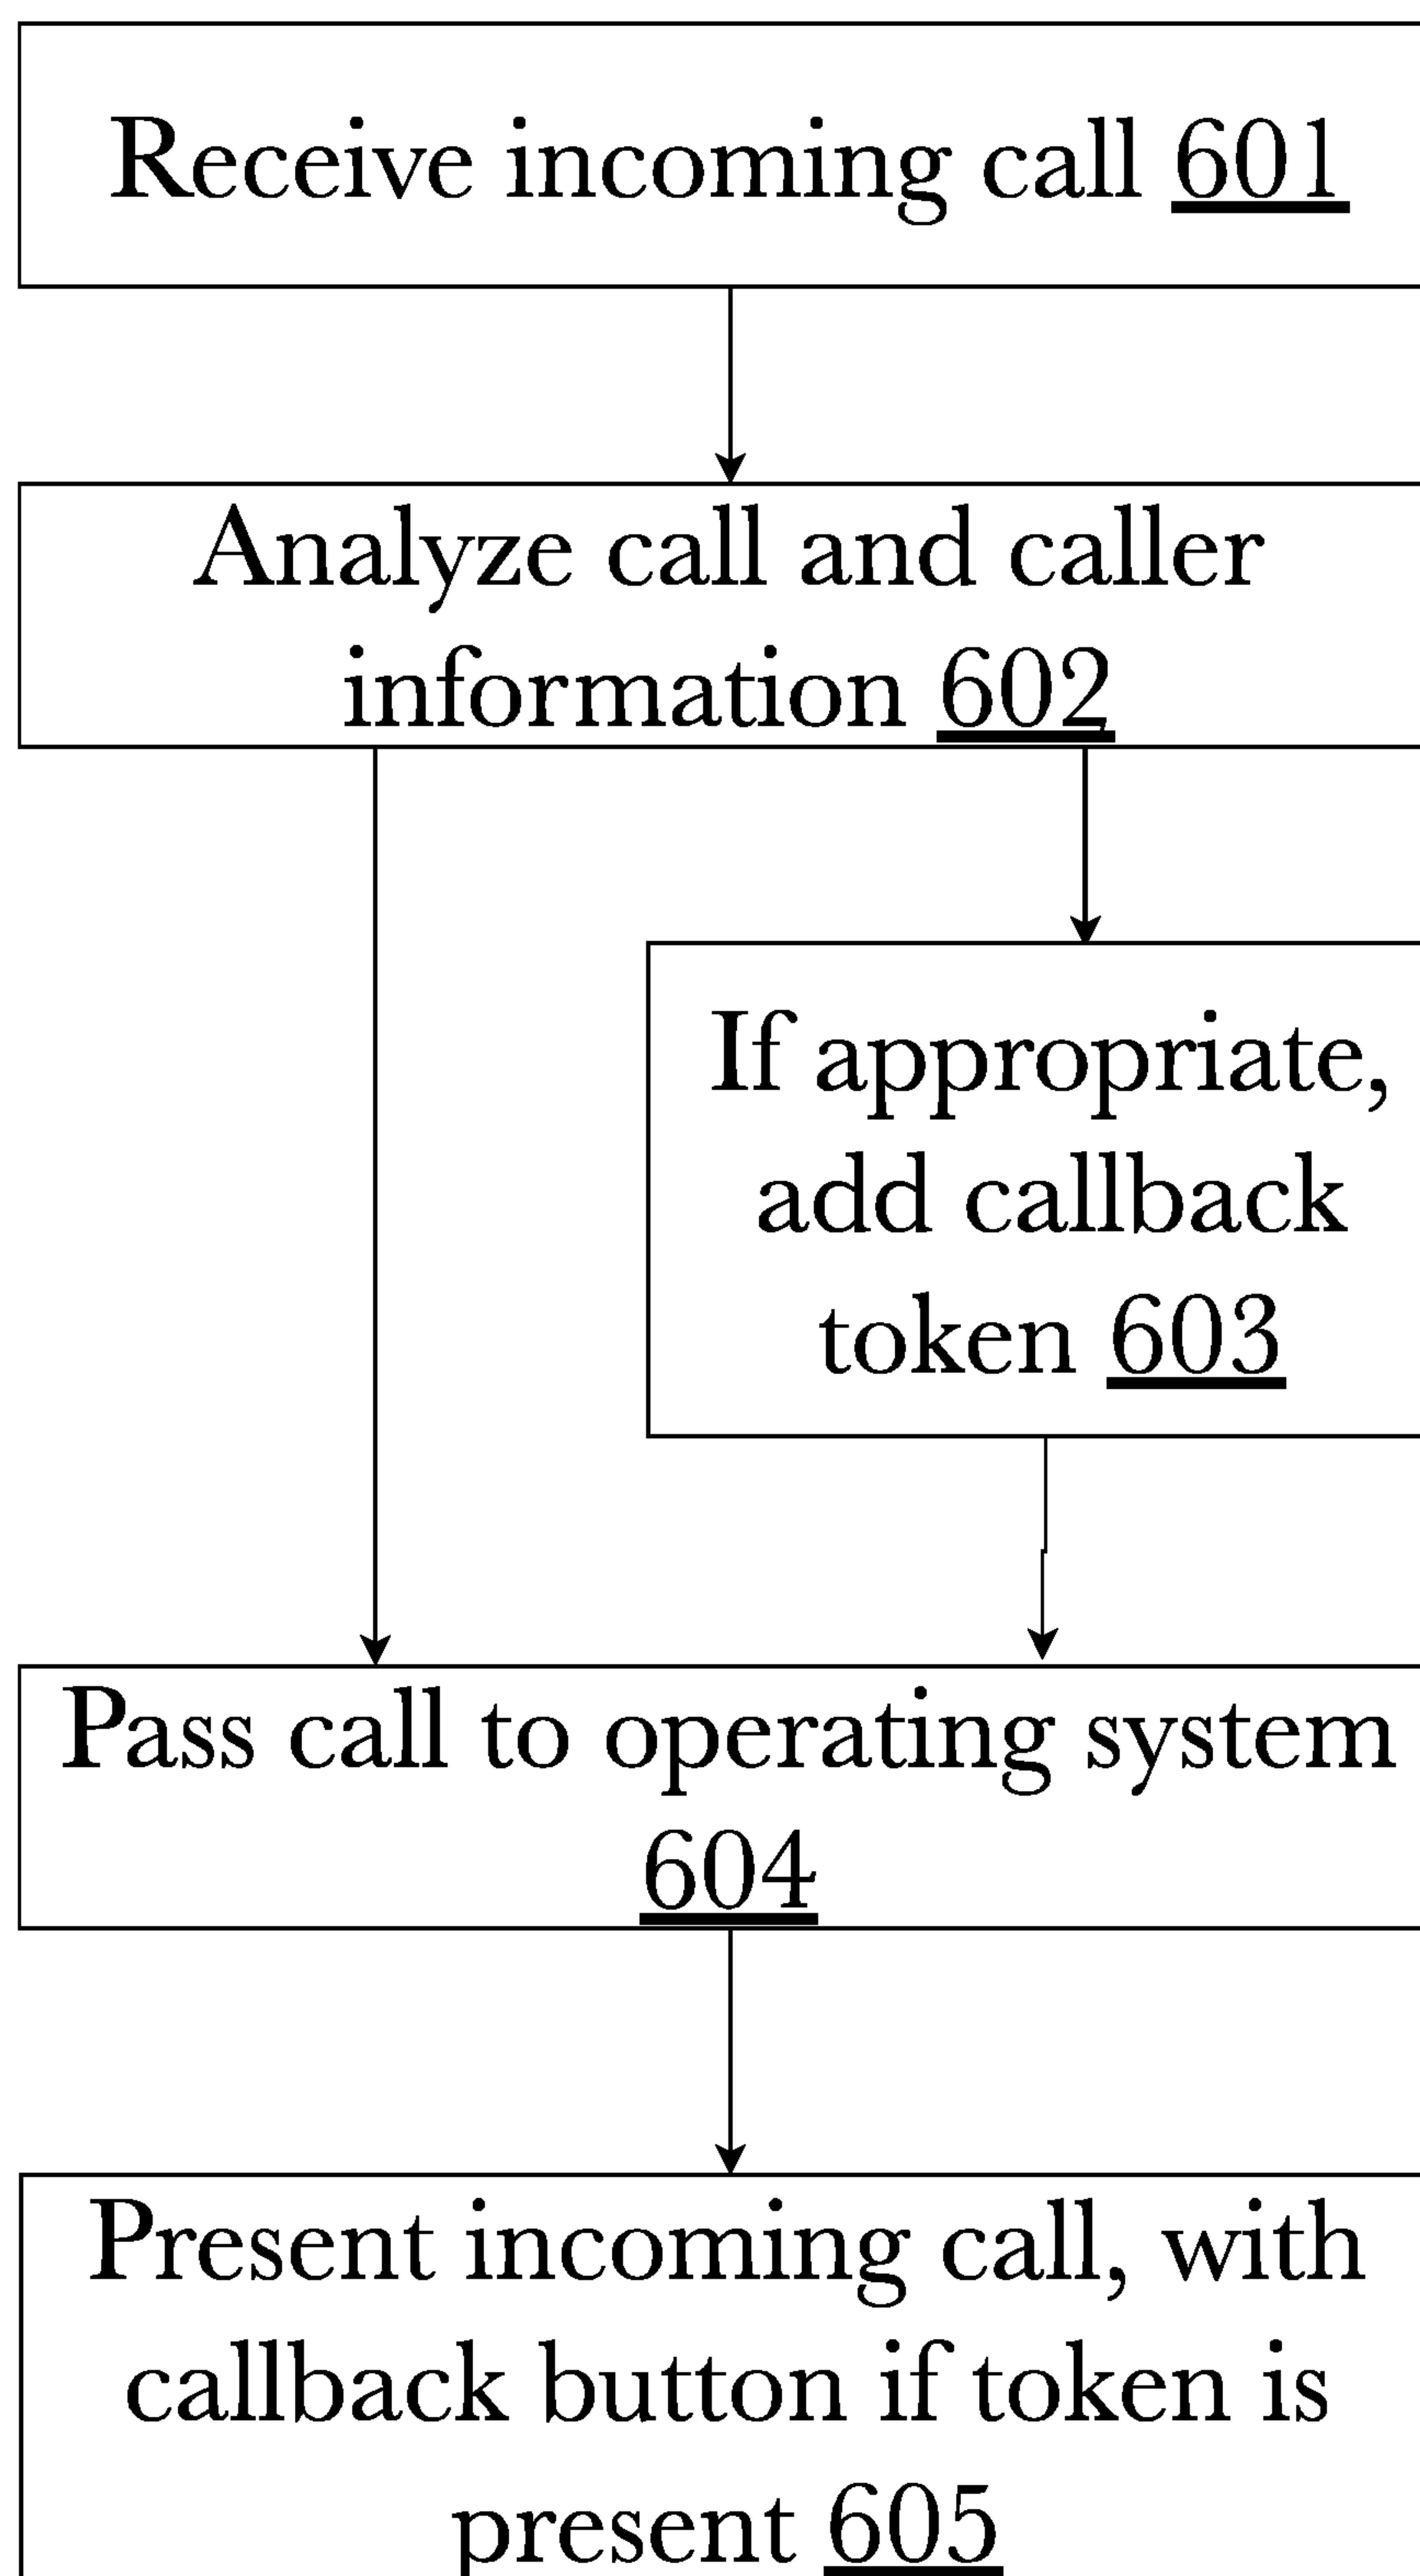 Receive incoming call 601
Analyze call and caller
information 602
If appropriate,
add callback
token 603
Pass call to operating system
604
Present incoming call, with
callback button if token is
present 605